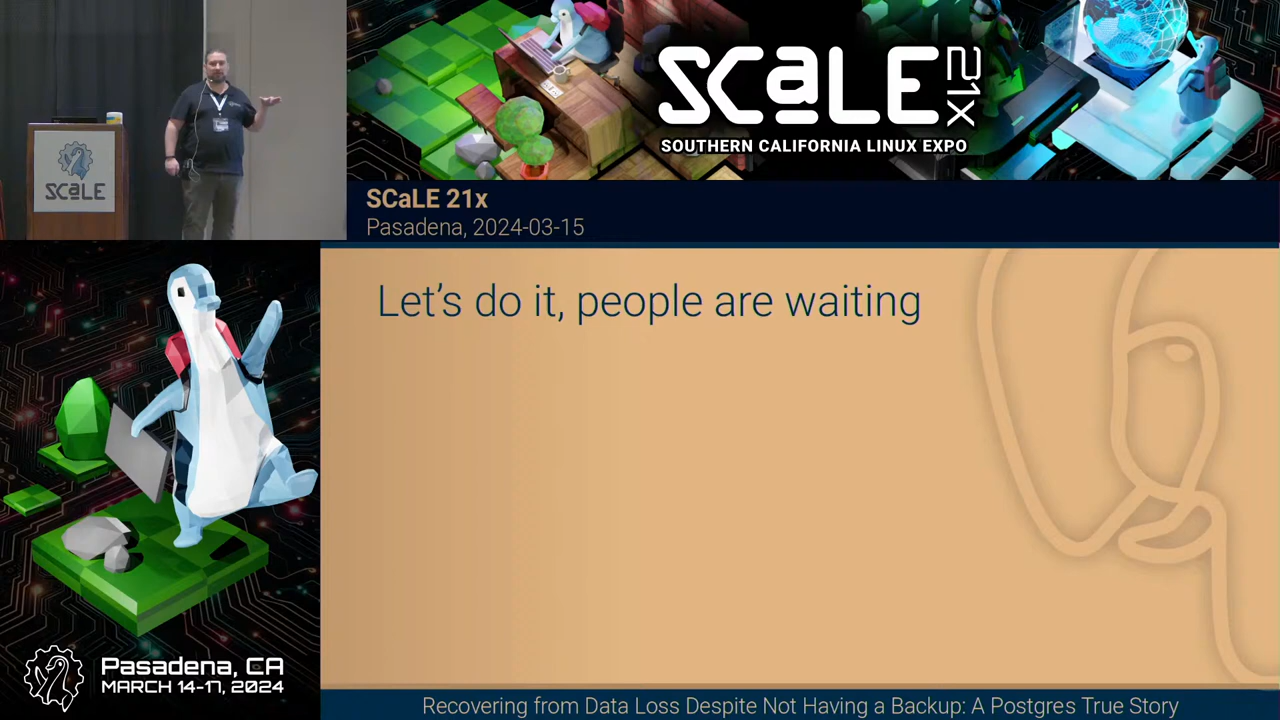 SCaLE
21X
SOUTHERN CALIFORNIA LINUX EXPO
SCaLE
SCaLE 21x
Pasadena, 2024-03-15
Let's do it, people are waiting
Pasadena, CA
MARCH 14-17, 2024
Recovering from Data Loss Despite Not Having a Backup: A Postgres True Story